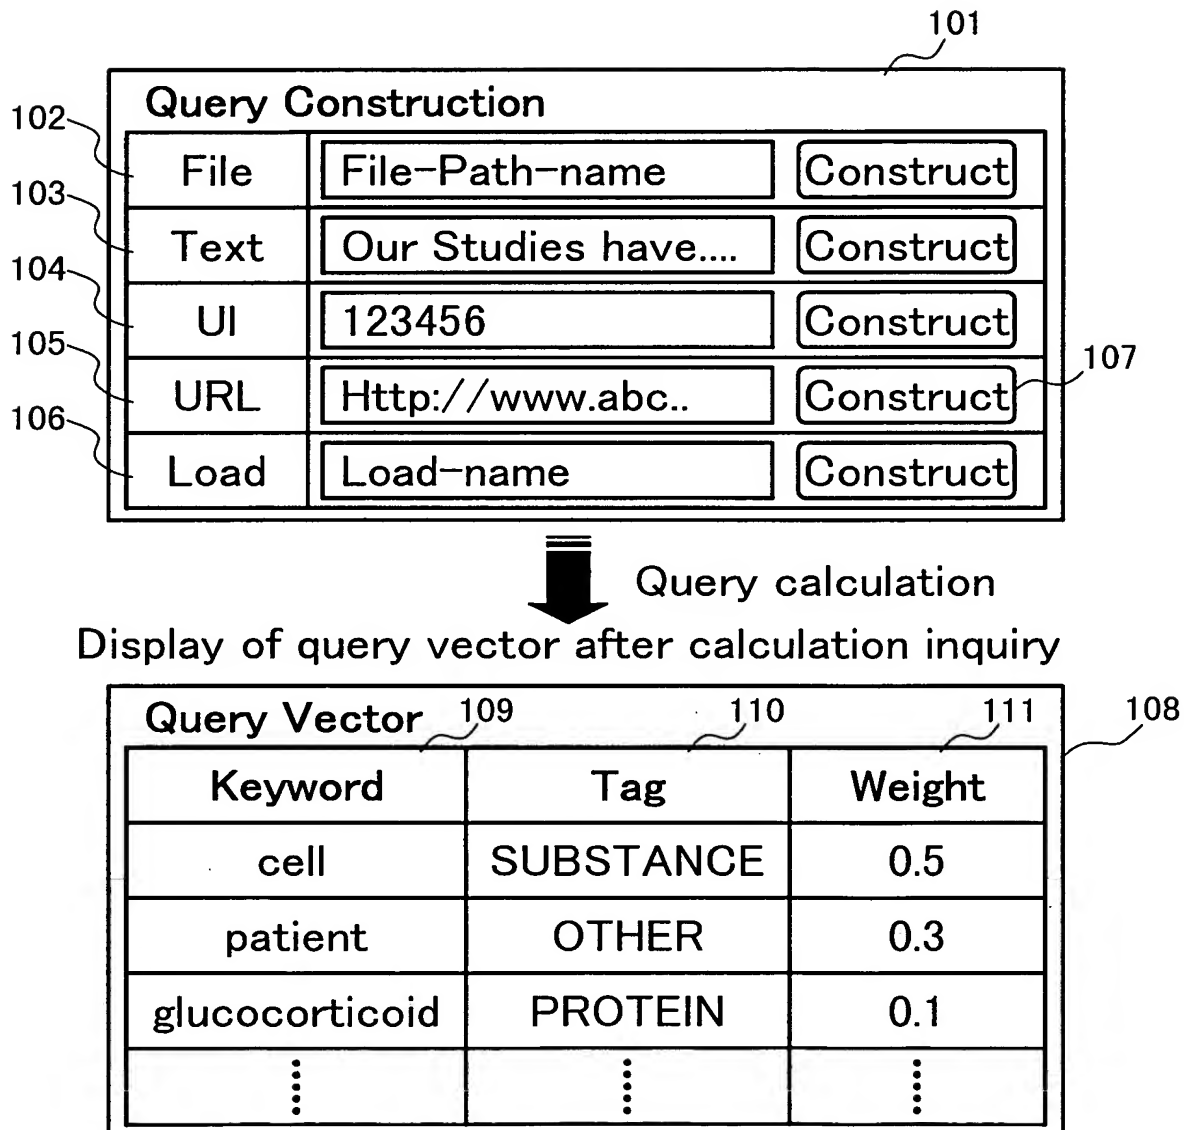 101
Query Construction
102
File File-Path-name Construct
103
Text Our Studies have.... Construct
104
UI 123456 Construct
105
URL Http://www.abc.. Construct
107
106
Load Load-name Construct
Query calculation
Display of query vector after calculation inquiry
Query Vector 109 110 111 108
Keyword Tag Weight
cell SUBSTANCE 0.5
patient OTHER 0.3
glucocorticoid PROTEIN 0.1